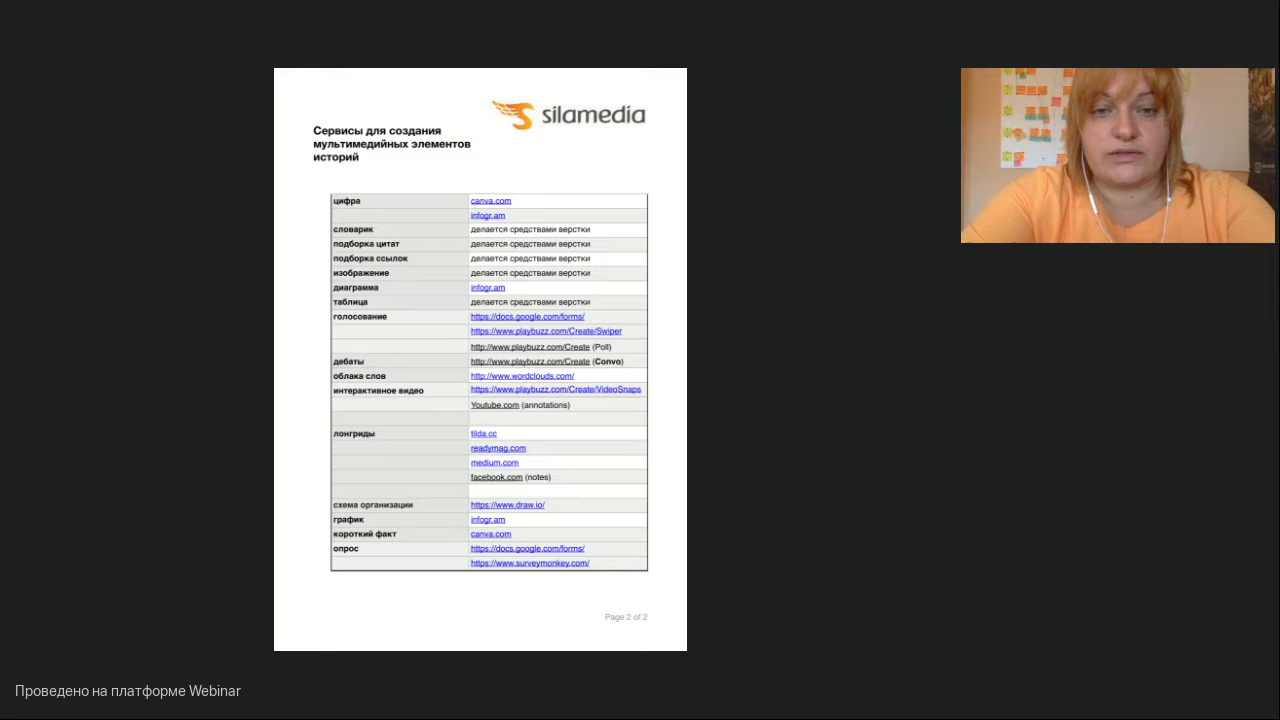 silamedia
Сервисы для создания
мультимедийных элементов
историй
цифра canva.com
infogr.am
словарик делается средствами верстки
подборка цитат делается средствами верстки
подборка ссылок делается средствами верстки
изображение делается средствами верстки
диаграмма infogr.am
таблица делается средствами верстки
голосование https://docs.google.com/forms/
https://www.playbuzz.com/Create/Swiper
http://www.playbuzz.com/Create (Poll)
дебаты http://www.playbuzz.com/Create (Convo)
облака слов http://www.wordclouds.com/
интерактивное видео https://www.playbuzz.com/Create/VideoSnaps
Youtube.com (annotations)
лонгриды tilda.cc
readymag.com
medium.com
facebook.com (notes)
схема организации https://www.draw.io/
график infogr.am
короткий факт canva.com
опрос https://docs.google.com/forms/
https://www.surveymonkey.com/
Page 2 of 2
Проведено на платформе Webinar